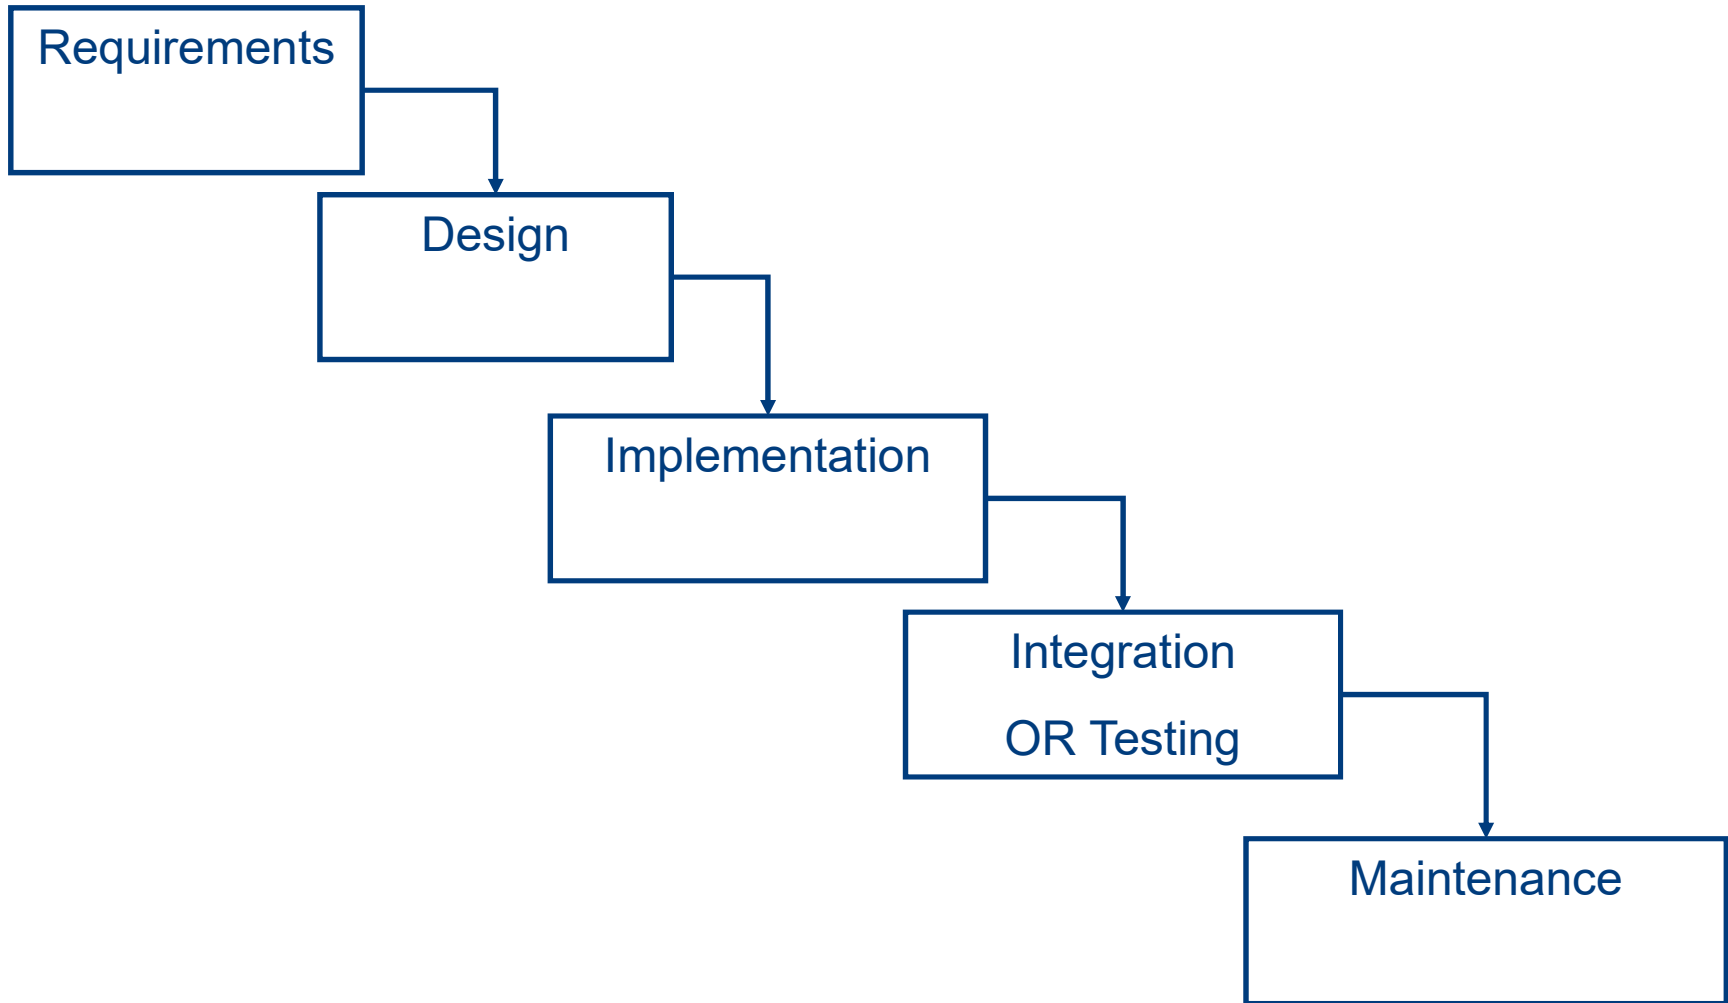 Requirements
Design
Implementation
Integration
OR Testing
Maintenance